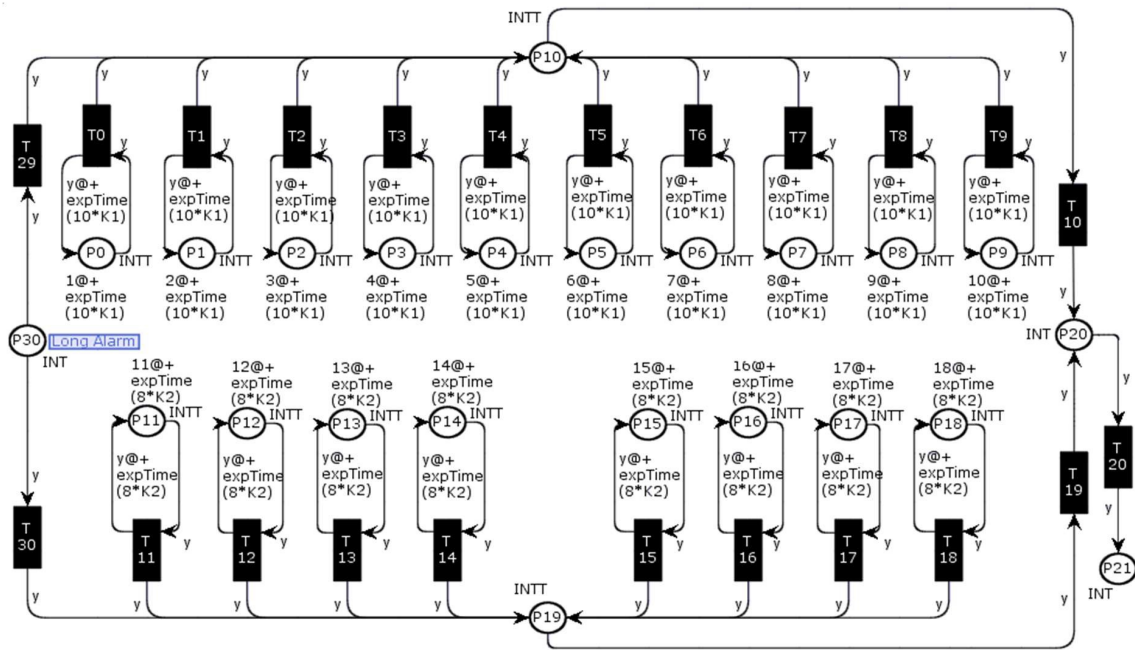 INTT
P10
y
y y y y y y y y y y
y
T 29
T0 T1 T2 T3 T4 T5 T6 T7 T8 T9
y y y y y y y y y y
y@+ expTime (10*K1)
y@+ expTime (10*K1)
y@+ expTime (10*K1)
y@+ expTime (10*K1)
y@+ expTime (10*K1)
y@+ expTime (10*K1)
y@+ expTime (10*K1)
y@+ expTime (10*K1)
y@+ expTime (10*K1)
y@+ expTime (10*K1)
y
T 10
P0 INTT P1 INTT P2 INTT P3 INTT P4 INTT P5 INTT P6 INTT P7 INTT P8 INTT P9 INTT
1@+ expTime (10*K1)
2@+ expTime (10*K1)
3@+ expTime (10*K1)
4@+ expTime (10*K1)
5@+ expTime (10*K1)
6@+ expTime (10*K1)
7@+ expTime (10*K1)
8@+ expTime (10*K1)
9@+ expTime (10*K1)
10@+ expTime (10*K1)
y
P30 Long Alarm
INT
INT P20
y
11@+ expTime (8*K2)
12@+ expTime (8*K2)
13@+ expTime (8*K2)
14@+ expTime (8*K2)
15@+ expTime (8*K2)
16@+ expTime (8*K2)
17@+ expTime (8*K2)
18@+ expTime (8*K2)
P11 INTT P12 INTT P13 INTT P14 INTT P15 INTT P16 INTT P17 INTT P18 INTT
y@+ expTime (8*K2)
y@+ expTime (8*K2)
y@+ expTime (8*K2)
y@+ expTime (8*K2)
y@+ expTime (8*K2)
y@+ expTime (8*K2)
y@+ expTime (8*K2)
y@+ expTime (8*K2)
y
y
T 20
T 19
y
T 30
T 11
T 12
T 13
T 14
T 15
T 16
T 17
T 18
y y y y y y y y
P21
INT
y
y y y y y y y y y
INTT
P19
y